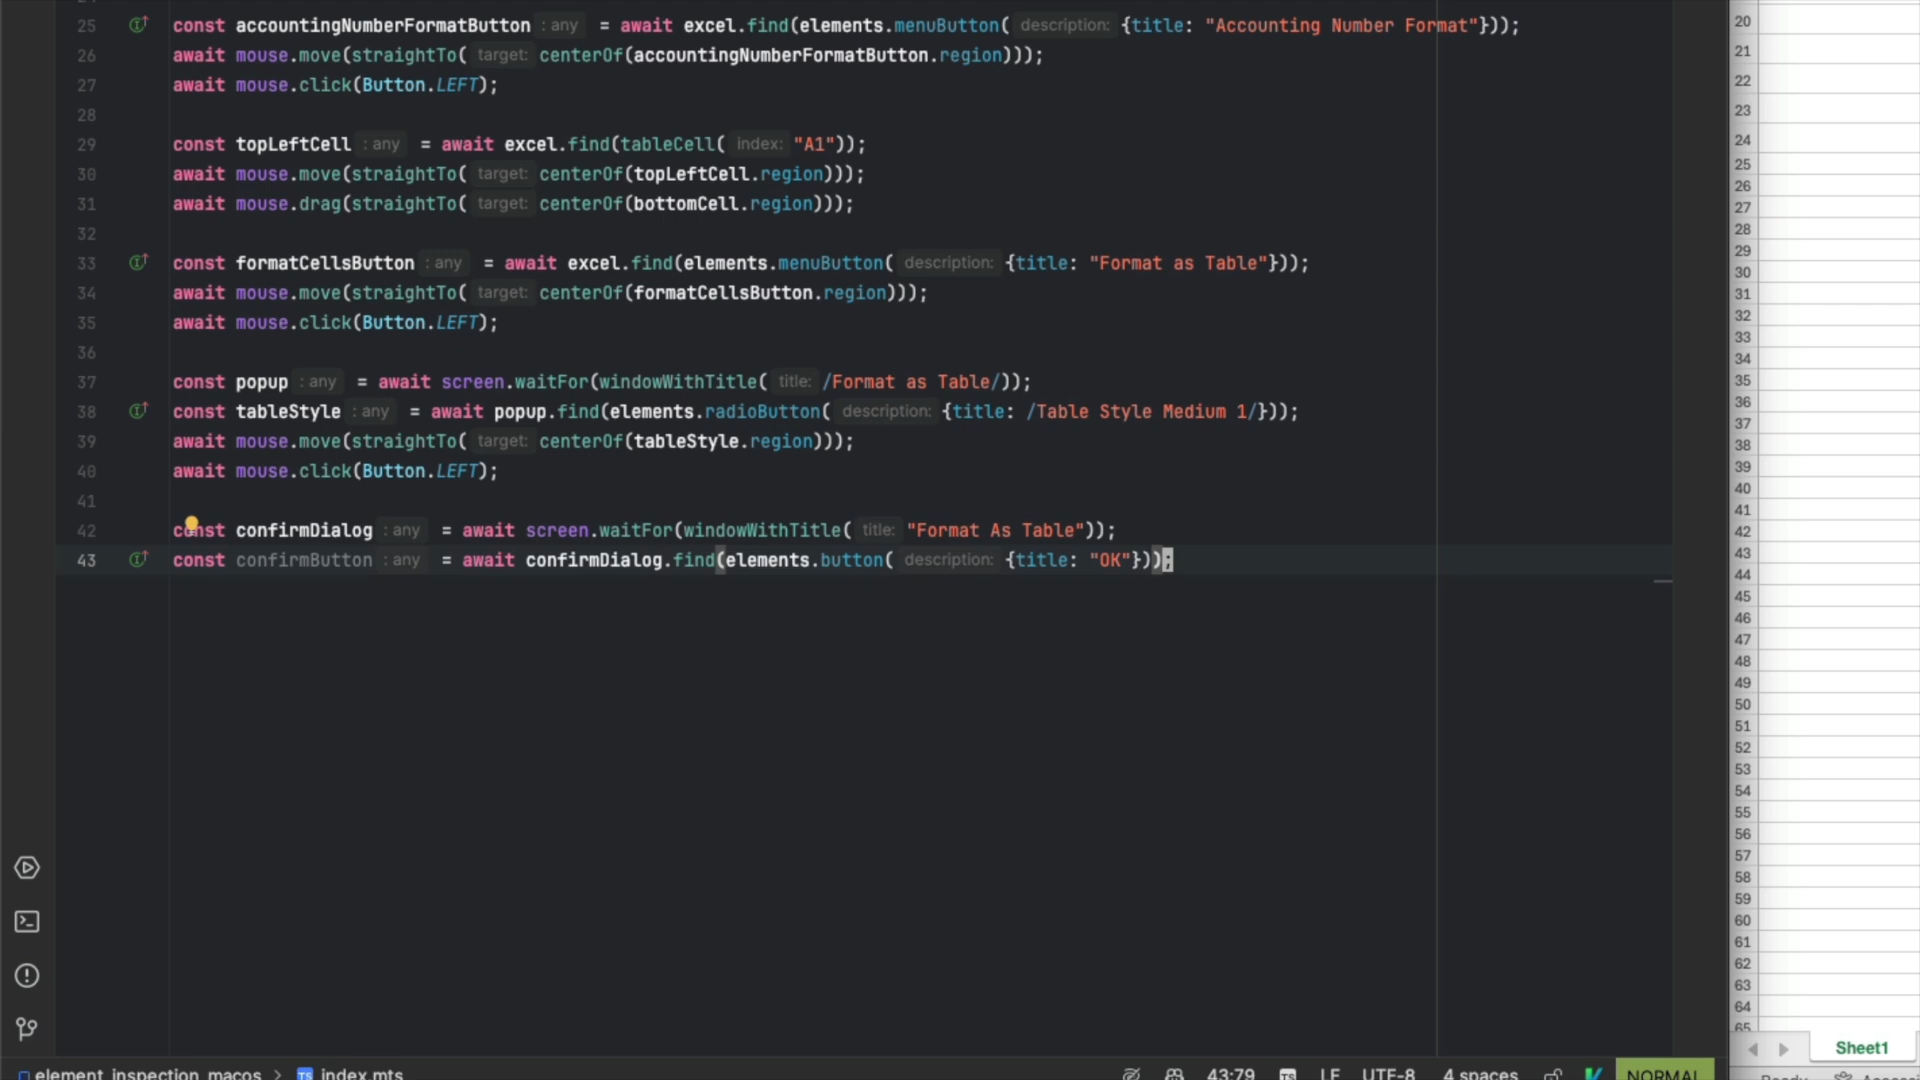 25 const accountingNumberFormatButton : any = await excel.find(elements.menuButton( description: {title: "Accounting Number Format"}));
26 await mouse.move(straightTo( target: centerOf(accountingNumberFormatButton.region)));
27 await mouse.click(Button.LEFT);
28
29 const topLeftCell : any = await excel.find(tableCell( index: "A1"));
30 await mouse.move(straightTo( target: centerOf(topLeftCell.region)));
31 await mouse.drag(straightTo( target: centerOf(bottomCell.region)));
32
33 const formatCellsButton : any = await excel.find(elements.menuButton( description: {title: "Format as Table"}));
34 await mouse.move(straightTo( target: centerOf(formatCellsButton.region)));
35 await mouse.click(Button.LEFT);
36
37 const popup : any = await screen.waitFor(windowWithTitle( title: /Format as Table/));
38 const tableStyle : any = await popup.find(elements.radioButton( description: {title: /Table Style Medium 1/}));
39 await mouse.move(straightTo( target: centerOf(tableStyle.region)));
40 await mouse.click(Button.LEFT);
41
42 const confirmDialog : any = await screen.waitFor(windowWithTitle( title: "Format As Table"));
43 const confirmButton : any = await confirmDialog.find(elements.button( description: {title: "OK"}));
element_inspection_macos > TS index.mts
43:79 TS LF UTF-8 4 spaces NORMAL
20
21
22
23
24
25
26
27
28
29
30
31
32
33
34
35
36
37
38
39
40
41
42
43
44
45
46
47
48
49
50
51
52
53
54
55
56
57
58
59
60
61
62
63
64
65
Sheet1
Ready